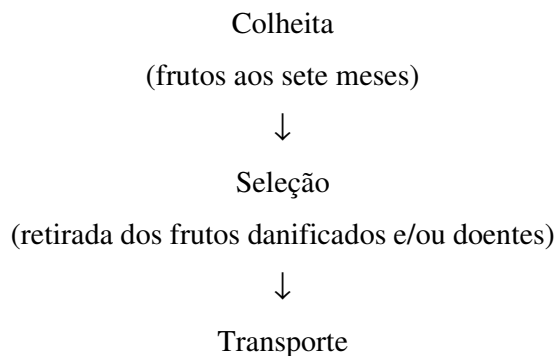 Colheita
(frutos aos sete meses)
↓
Seleção
(retirada dos frutos danificados e/ou doentes)
↓
Transporte